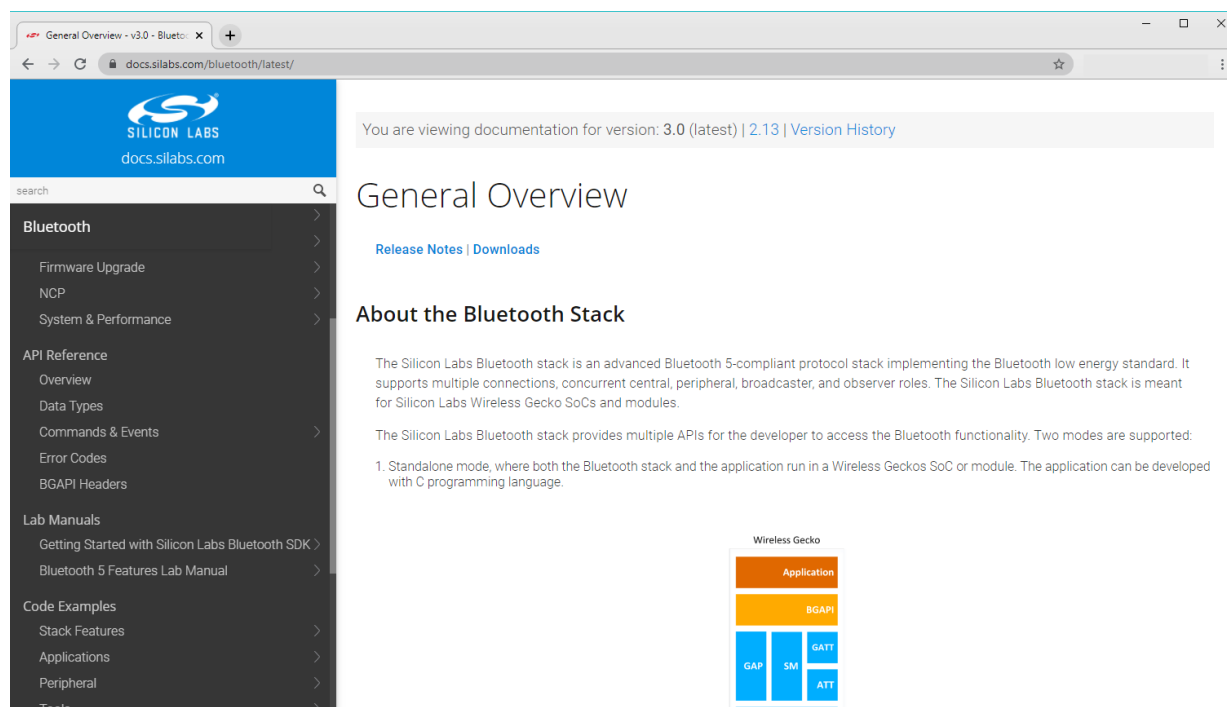 General Overview - v3.0 - Blueto
docs.silabs.com/bluetooth/latest/
SILICON LABS
docs.silabs.com
search
Bluetooth
Firmware Upgrade
NCP
System & Performance
API Reference
Overview
Data Types
Commands & Events
Error Codes
BGAPI Headers
Lab Manuals
Getting Started with Silicon Labs Bluetooth SDK
Bluetooth 5 Features Lab Manual
Code Examples
Stack Features
Applications
Peripheral
Tools
You are viewing documentation for version: 3.0 (latest) | 2.13 | Version History
General Overview
Release Notes | Downloads
About the Bluetooth Stack
The Silicon Labs Bluetooth stack is an advanced Bluetooth 5-compliant protocol stack implementing the Bluetooth low energy standard. It
supports multiple connections, concurrent central, peripheral, broadcaster, and observer roles. The Silicon Labs Bluetooth stack is meant
for Silicon Labs Wireless Gecko SoCs and modules.
The Silicon Labs Bluetooth stack provides multiple APIs for the developer to access the Bluetooth functionality. Two modes are supported:
1. Standalone mode, where both the Bluetooth stack and the application run in a Wireless Geckos SoC or module. The application can be developed
with C programming language.
Wireless Gecko
Application
BGAPI
GAP
SM
GATT
ATT